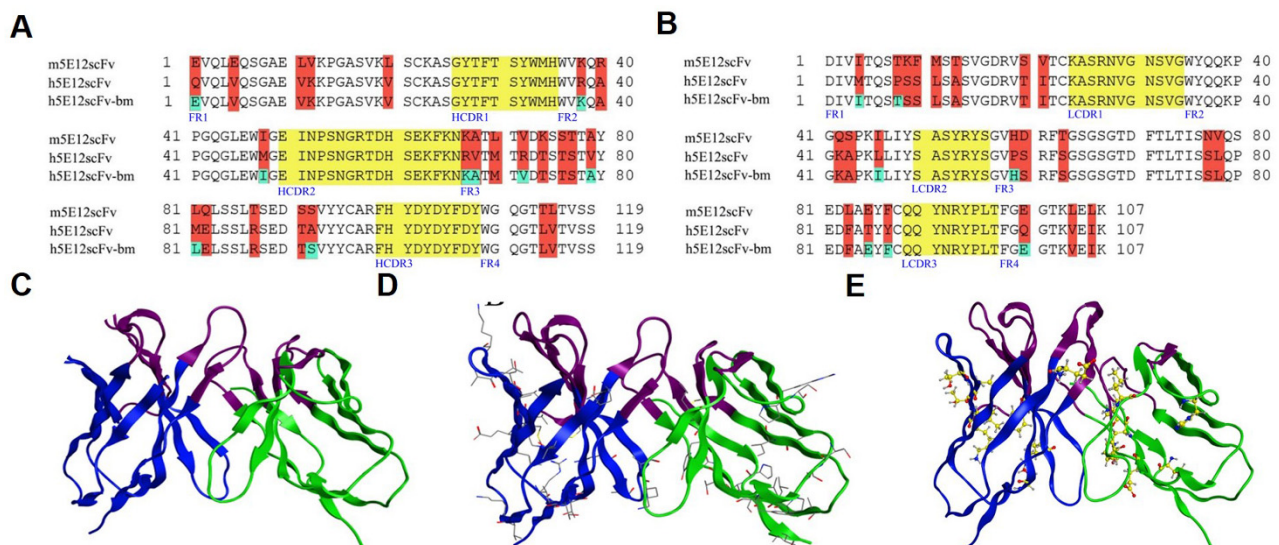 A
m5E12scFv 1 EVQLEQSGAE LVKPGASVKL SCKASGYTFT SYWMHWVKQR 40
h5E12scFv 1 QVQLVQSGAE VKKPGASVKV SCKASGYTFT SYWMHWVRQA 40
h5E12scFv-bm 1 EVQLVQSGAE VKKPGASVKV SCKASGYTFT SYWMHWVKQA 40
FR1 HCDR1 FR2
m5E12scFv 41 PGQGLEWIGE INPSNGRTDH SEKFKNKATL TVDKSSTTAY 80
h5E12scFv 41 PGQGLEWMGE INPSNGRTDH SEKFKNRVTM TRDTSTSTVY 80
h5E12scFv-bm 41 PGQGLEWIGE INPSNGRTDH SEKFKNKATM TVDTSTSTAY 80
HCDR2 FR3
m5E12scFv 81 LQLSSLTSED SSVYYCARFH YDYDYFDYWG QGTTLTVSS 119
h5E12scFv 81 MELSSLRSED TAVYYCARFH YDYDYFDYWG QGTLVTVSS 119
h5E12scFv-bm 81 LELSSLRSED TSVYYCARFH YDYDYFDYWG QGTLVTVSS 119
HCDR3 FR4
B
m5E12scFv 1 DIVITQSTKF MSTSVGDRVS VTCKASRNVG NSVGWYQQKP 40
h5E12scFv 1 DIVMTQSPSS LSASVGDRVT ITCKASRNVG NSVGWYQQKP 40
h5E12scFv-bm 1 DIVITQSTSS LSASVGDRVT ITCKASRNVG NSVGWYQQKP 40
FR1 LCDR1 FR2
m5E12scFv 41 GQSPKILIYS ASYRYSGVHD RFTGSGSGTD FTLTISNVQS 80
h5E12scFv 41 GKAPKLLIYS ASYRYSGVPS RFSGSGSGTD FTLTISSLQP 80
h5E12scFv-bm 41 GKAPKILIYS ASYRYSGVHS RFSGSGSGTD FTLTISSLQP 80
LCDR2 FR3
m5E12scFv 81 EDLAEYFCQQ YNRYPLTFGE GTKLELK 107
h5E12scFv 81 EDFATYYCQQ YNRYPLTFGQ GTKVEIK 107
h5E12scFv-bm 81 EDFAEYFCQQ YNRYPLTFGE GTKVEIK 107
LCDR3 FR4
C
D
E